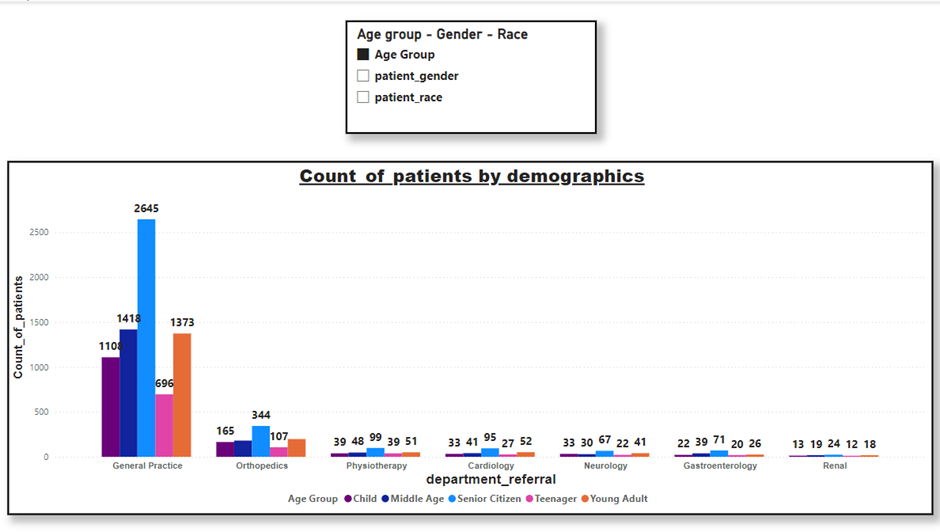 Age group - Gender - Race
Age Group
patient_gender
patient_race
Count_of_patients by demographics
Count_of_patients
2500
2000
1500
1000
500
0
2645
1418
1373
1108
696
344
165
107
39 48 99 39 51
33 41 95 27 52
33 30 67 22 41
22 39 71 20 26
13 19 24 12 18
General Practice
Orthopedics
Physiotherapy
Cardiology
Neurology
Gastroenterology
Renal
department_referral
Age Group Child Middle Age Senior Citizen Teenager Young Adult